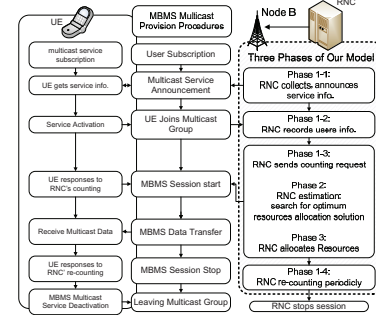 UE
MBMS Multicast
Provision Procedures
Node B
RNC
multicast service
subscription
User Subscription
Three Phases of Our Model
UE gets service info.
Multicast Service
Announcement
Phase 1-1:
RNC collects, announces
service info.
Service Activation
UE Joins Multicast
Group
Phase 1-2:
RNC records users info.
Phase 1-3:
RNC sends counting request
UE responses to
RNC's counting
MBMS Session start
Phase 2:
RNC estimation:
search for optimum
resources allocation solution
Receive Multicast Data
MBMS Data Transfer
Phase 3:
RNC allocates Resources
UE responses to
RNC' re-counting
MBMS Session Stop
Phase 1-4:
RNC re-counting periodicly
MBMS Multicast
Service Deactivation
Leaving Multicast Group
RNC stops session